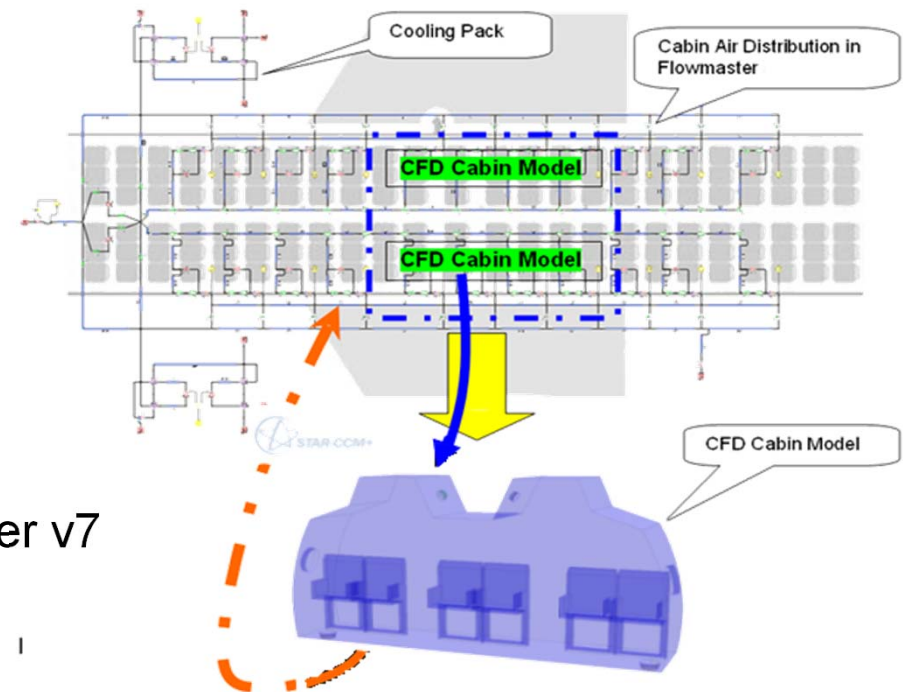 Cooling Pack
Cabin Air Distribution in
Flowmaster
CFD Cabin Model
CFD Cabin Model
STAR-CCM+
CFD Cabin Model
er v7